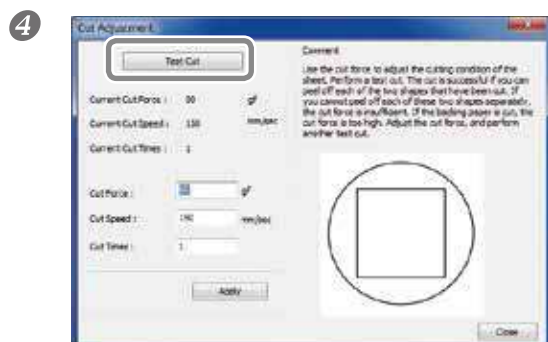 4
Cut Adjustment
Test Cut
Current Cut Force :
gf
Current Cut Speed :
mm/sec
Current Cut Times : 1
Cut Force :
gf
Cut Speed :
mm/sec
Cut Times : 1
Apply
Comment
Use the cut force to adjust the cutting condition of the
sheet. Perform a test cut. The cut is successful if you can
peel off each of the two shapes that have been cut. If
you cannot peel off each of these two shapes separately,
the cut force is insufficient. If the backing paper is cut, the
cut force is too high. Adjust the cut force, and perform
another test cut.
Close